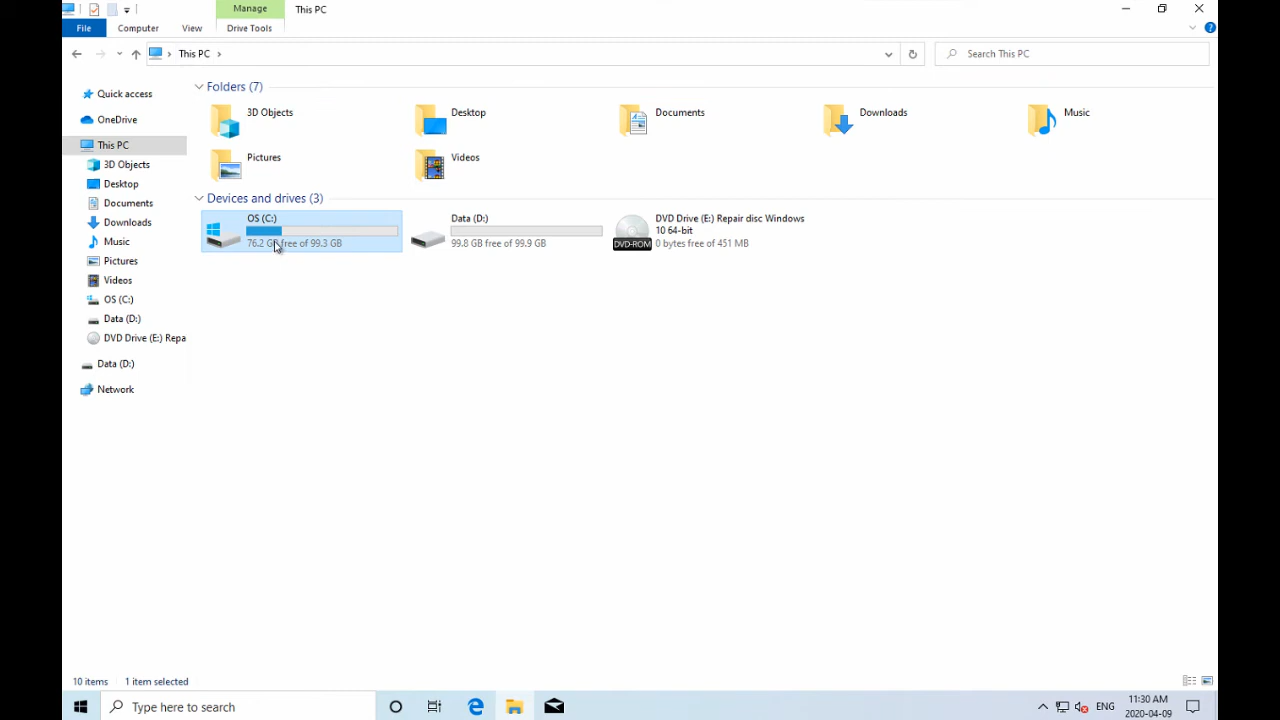 Manage
This PC
File
Computer
View
Drive Tools
This PC
Search This PC
Quick access
OneDrive
This PC
3D Objects
Desktop
Documents
Downloads
Music
Pictures
Videos
OS (C:)
Data (D:)
DVD Drive (E:) Repa
Data (D:)
Network
Folders (7)
3D Objects
Desktop
Documents
Downloads
Music
Pictures
Videos
Devices and drives (3)
OS (C:)
76.2 GB free of 99.3 GB
Data (D:)
99.8 GB free of 99.9 GB
DVD-ROM
DVD Drive (E:) Repair disc Windows
10 64-bit
0 bytes free of 451 MB
10 items
1 item selected
Type here to search
ENG
11:30 AM
2020-04-09